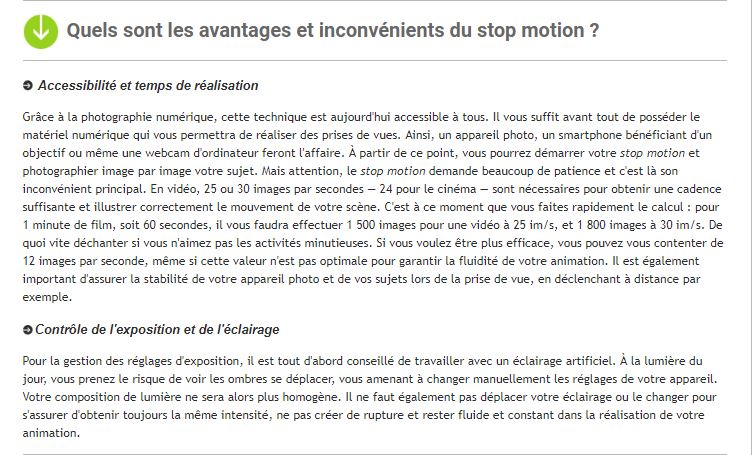 Quels sont les avantages et inconvénients du stop motion ?
Accessibilité et temps de réalisation
Grâce à la photographie numérique, cette technique est aujourd'hui accessible à tous. Il vous suffit avant tout de posséder le
matériel numérique qui vous permettra de réaliser des prises de vues. Ainsi, un appareil photo, un smartphone bénéficiant d'un
objectif ou même une webcam d'ordinateur feront l'affaire. À partir de ce point, vous pourrez démarrer votre stop motion et
photographier image par image votre sujet. Mais attention, le stop motion demande beaucoup de patience et c'est là son
inconvénient principal. En vidéo, 25 ou 30 images par secondes — 24 pour le cinéma — sont nécessaires pour obtenir une cadence
suffisante et illustrer correctement le mouvement de votre scène. C'est à ce moment que vous faites rapidement le calcul : pour
1 minute de film, soit 60 secondes, il vous faudra effectuer 1 500 images pour une vidéo à 25 im/s, et 1 800 images à 30 im/s. De
quoi vite déchanter si vous n'aimez pas les activités minutieuses. Si vous voulez être plus efficace, vous pouvez vous contenter de
12 images par seconde, même si cette valeur n'est pas optimale pour garantir la fluidité de votre animation. Il est également
important d'assurer la stabilité de votre appareil photo et de vos sujets lors de la prise de vue, en déclenchant à distance par
exemple.
Contrôle de l'exposition et de l'éclairage
Pour la gestion des réglages d'exposition, il est tout d'abord conseillé de travailler avec un éclairage artificiel. À la lumière du
jour, vous prenez le risque de voir les ombres se déplacer, vous amenant à changer manuellement les réglages de votre appareil.
Votre composition de lumière ne sera alors plus homogène. Il ne faut également pas déplacer votre éclairage ou le changer pour
s'assurer d'obtenir toujours la même intensité, ne pas créer de rupture et rester fluide et constant dans la réalisation de votre
animation.